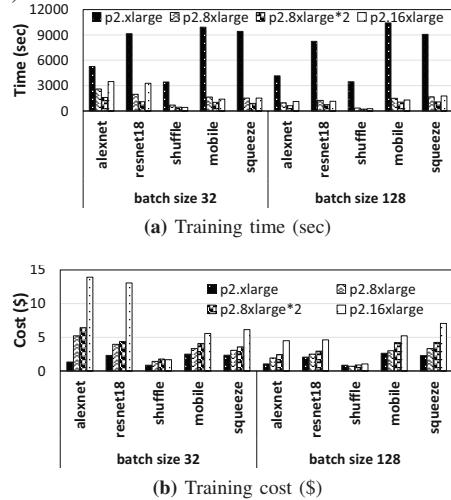 p2.xlarge p2.8xlarge p2.8xlarge*2 p2.16xlarge
Time (sec)
12000
9000
6000
3000
0
alexnet resnet18 shuffle mobile squeeze alexnet resnet18 shuffle mobile squeeze
batch size 32 batch size 128
(a) Training time (sec)
15
p2.xlarge p2.8xlarge
p2.8xlarge*2 p2.16xlarge
Cost ($)
10
5
0
alexnet resnet18 shuffle mobile squeeze alexnet resnet18 shuffle mobile squeeze
batch size 32 batch size 128
(b) Training cost ($)